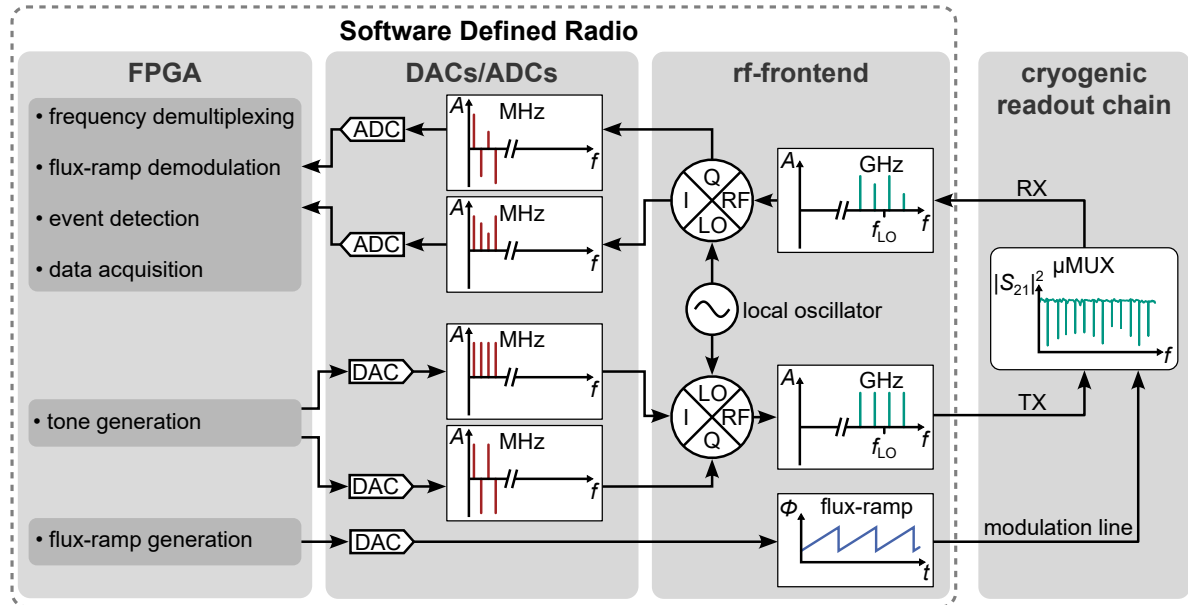 Software Defined Radio
FPGA
DACs/ADCs
rf-frontend
cryogenic
readout chain
• frequency demultiplexing
• flux-ramp demodulation
• event detection
• data acquisition
• tone generation
• flux-ramp generation
ADC
ADC
DAC
DAC
DAC
A
MHz
f
A
MHz
f
A
MHz
f
A
MHz
f
Q
I
RF
LO
local oscillator
LO
I
RF
Q
A
GHz
f
fLO
A
GHz
f
fLO
Φ
flux-ramp
t
RX
µMUX
|S21|²
f
TX
modulation line